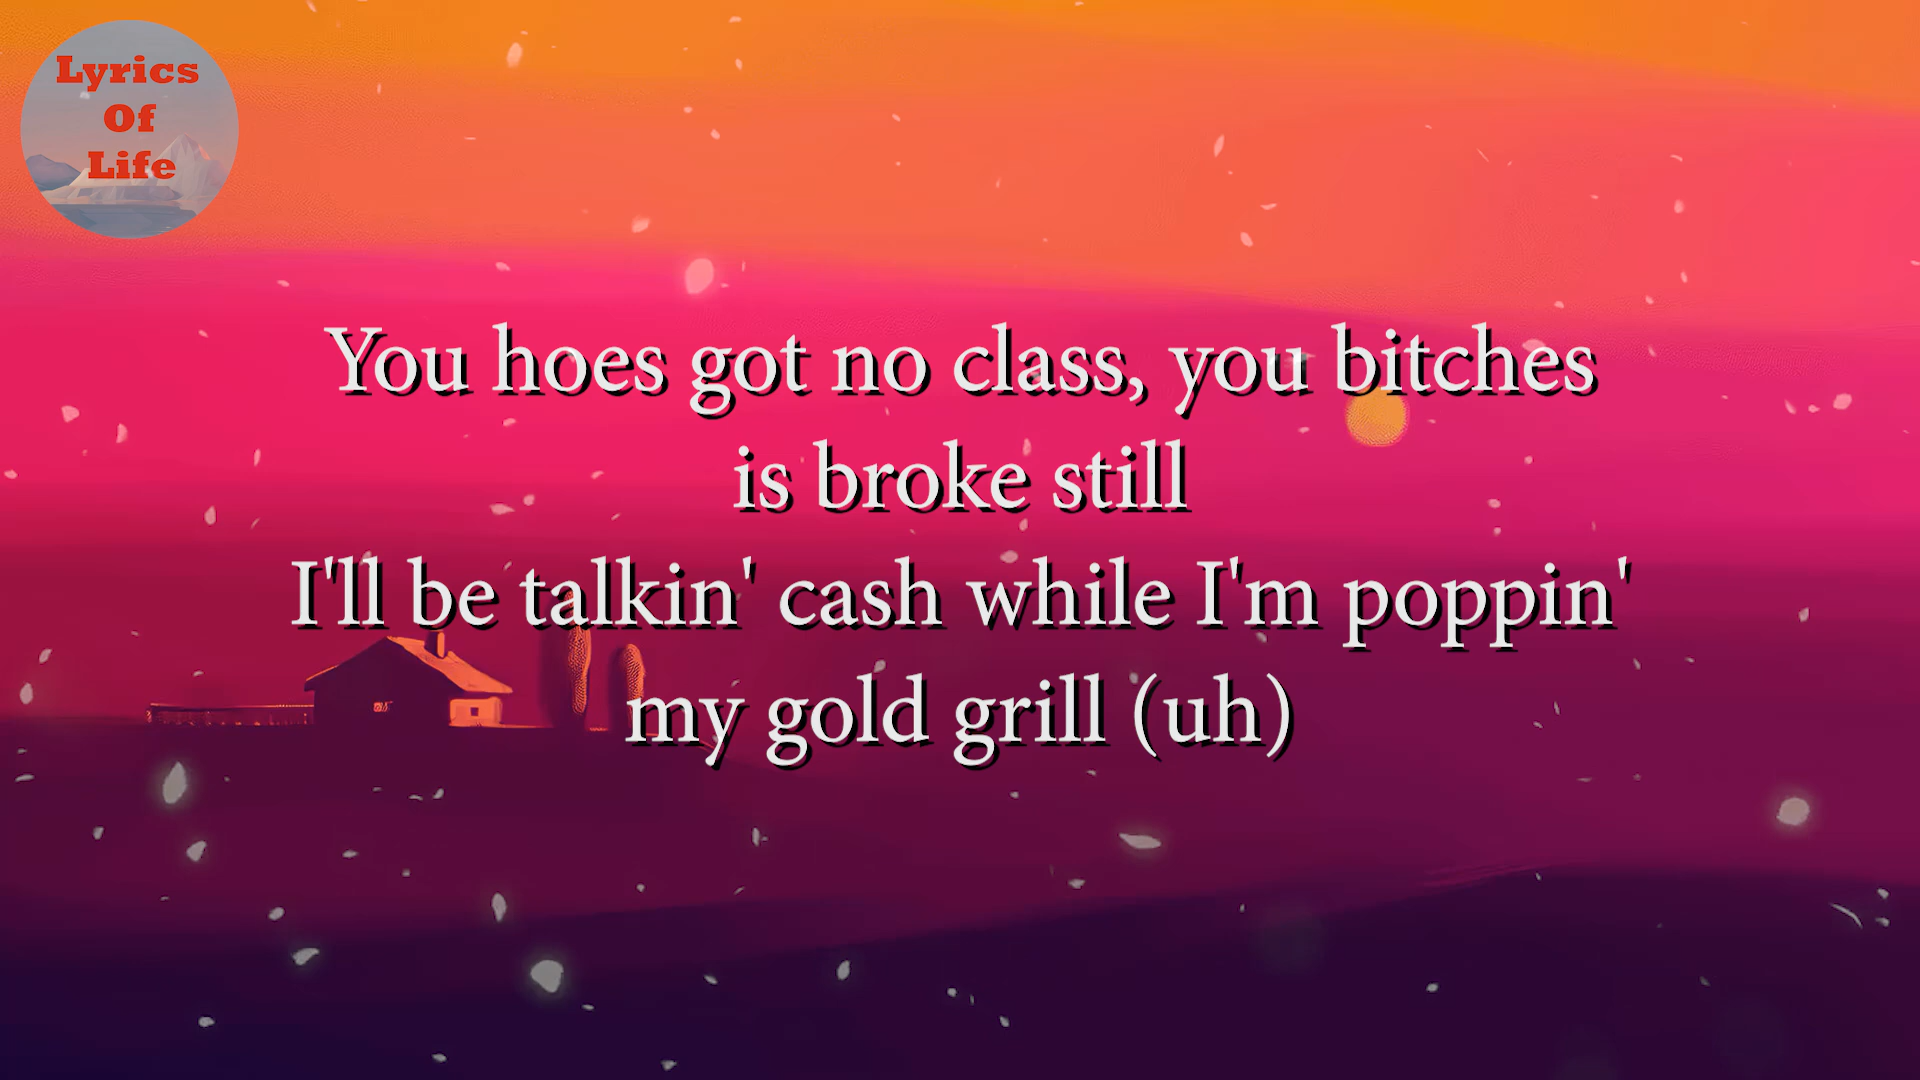 Lyrics
Of
Life
You hoes got no class, you bitches
is broke still
I'll be talkin' cash while I'm poppin'
my gold grill (uh)